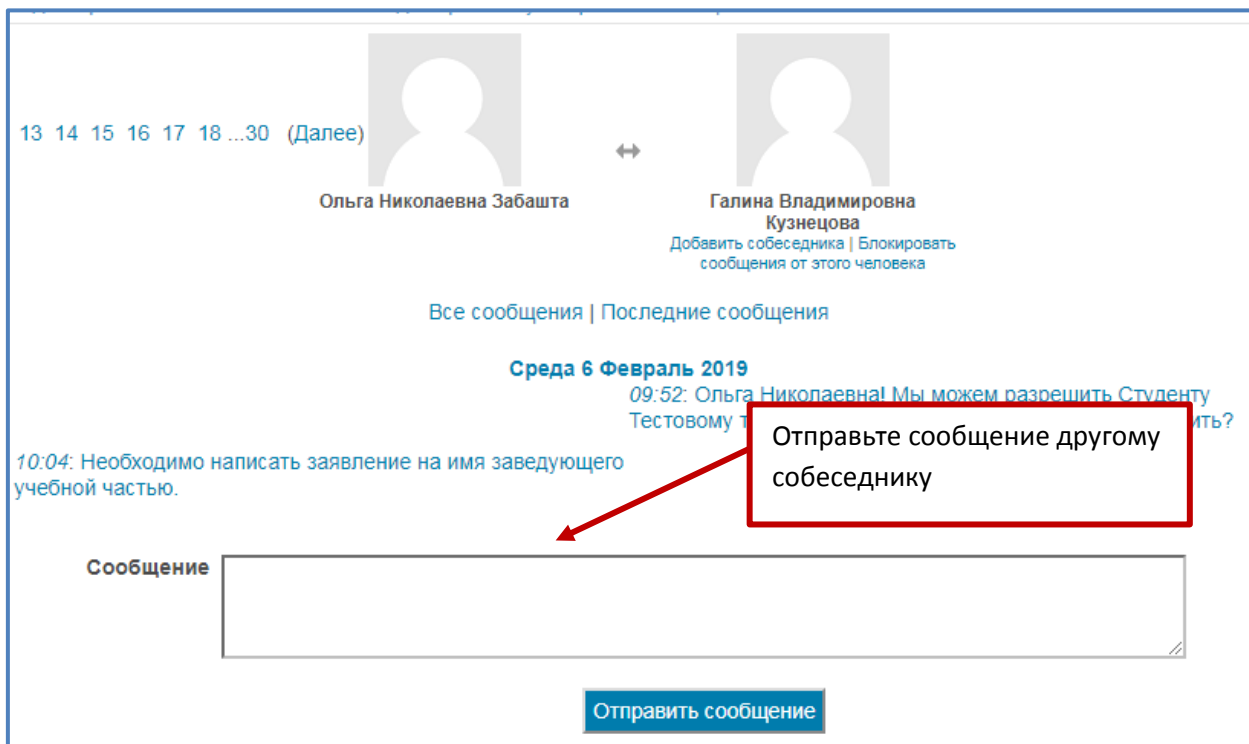 13 14 15 16 17 18 ...30 (Далее)
Ольга Николаевна Забашта
Галина Владимировна
Кузнецова
Добавить собеседника | Блокировать
сообщения от этого человека
Все сообщения | Последние сообщения
Среда 6 Февраль 2019
09:52: Ольга Николаевна! Мы можем разрешить Студенту
Тестовому
Отправьте сообщение другому
собеседнику
10:04: Необходимо написать заявление на имя заведующего
учебной частью.
Сообщение
Отправить сообщение